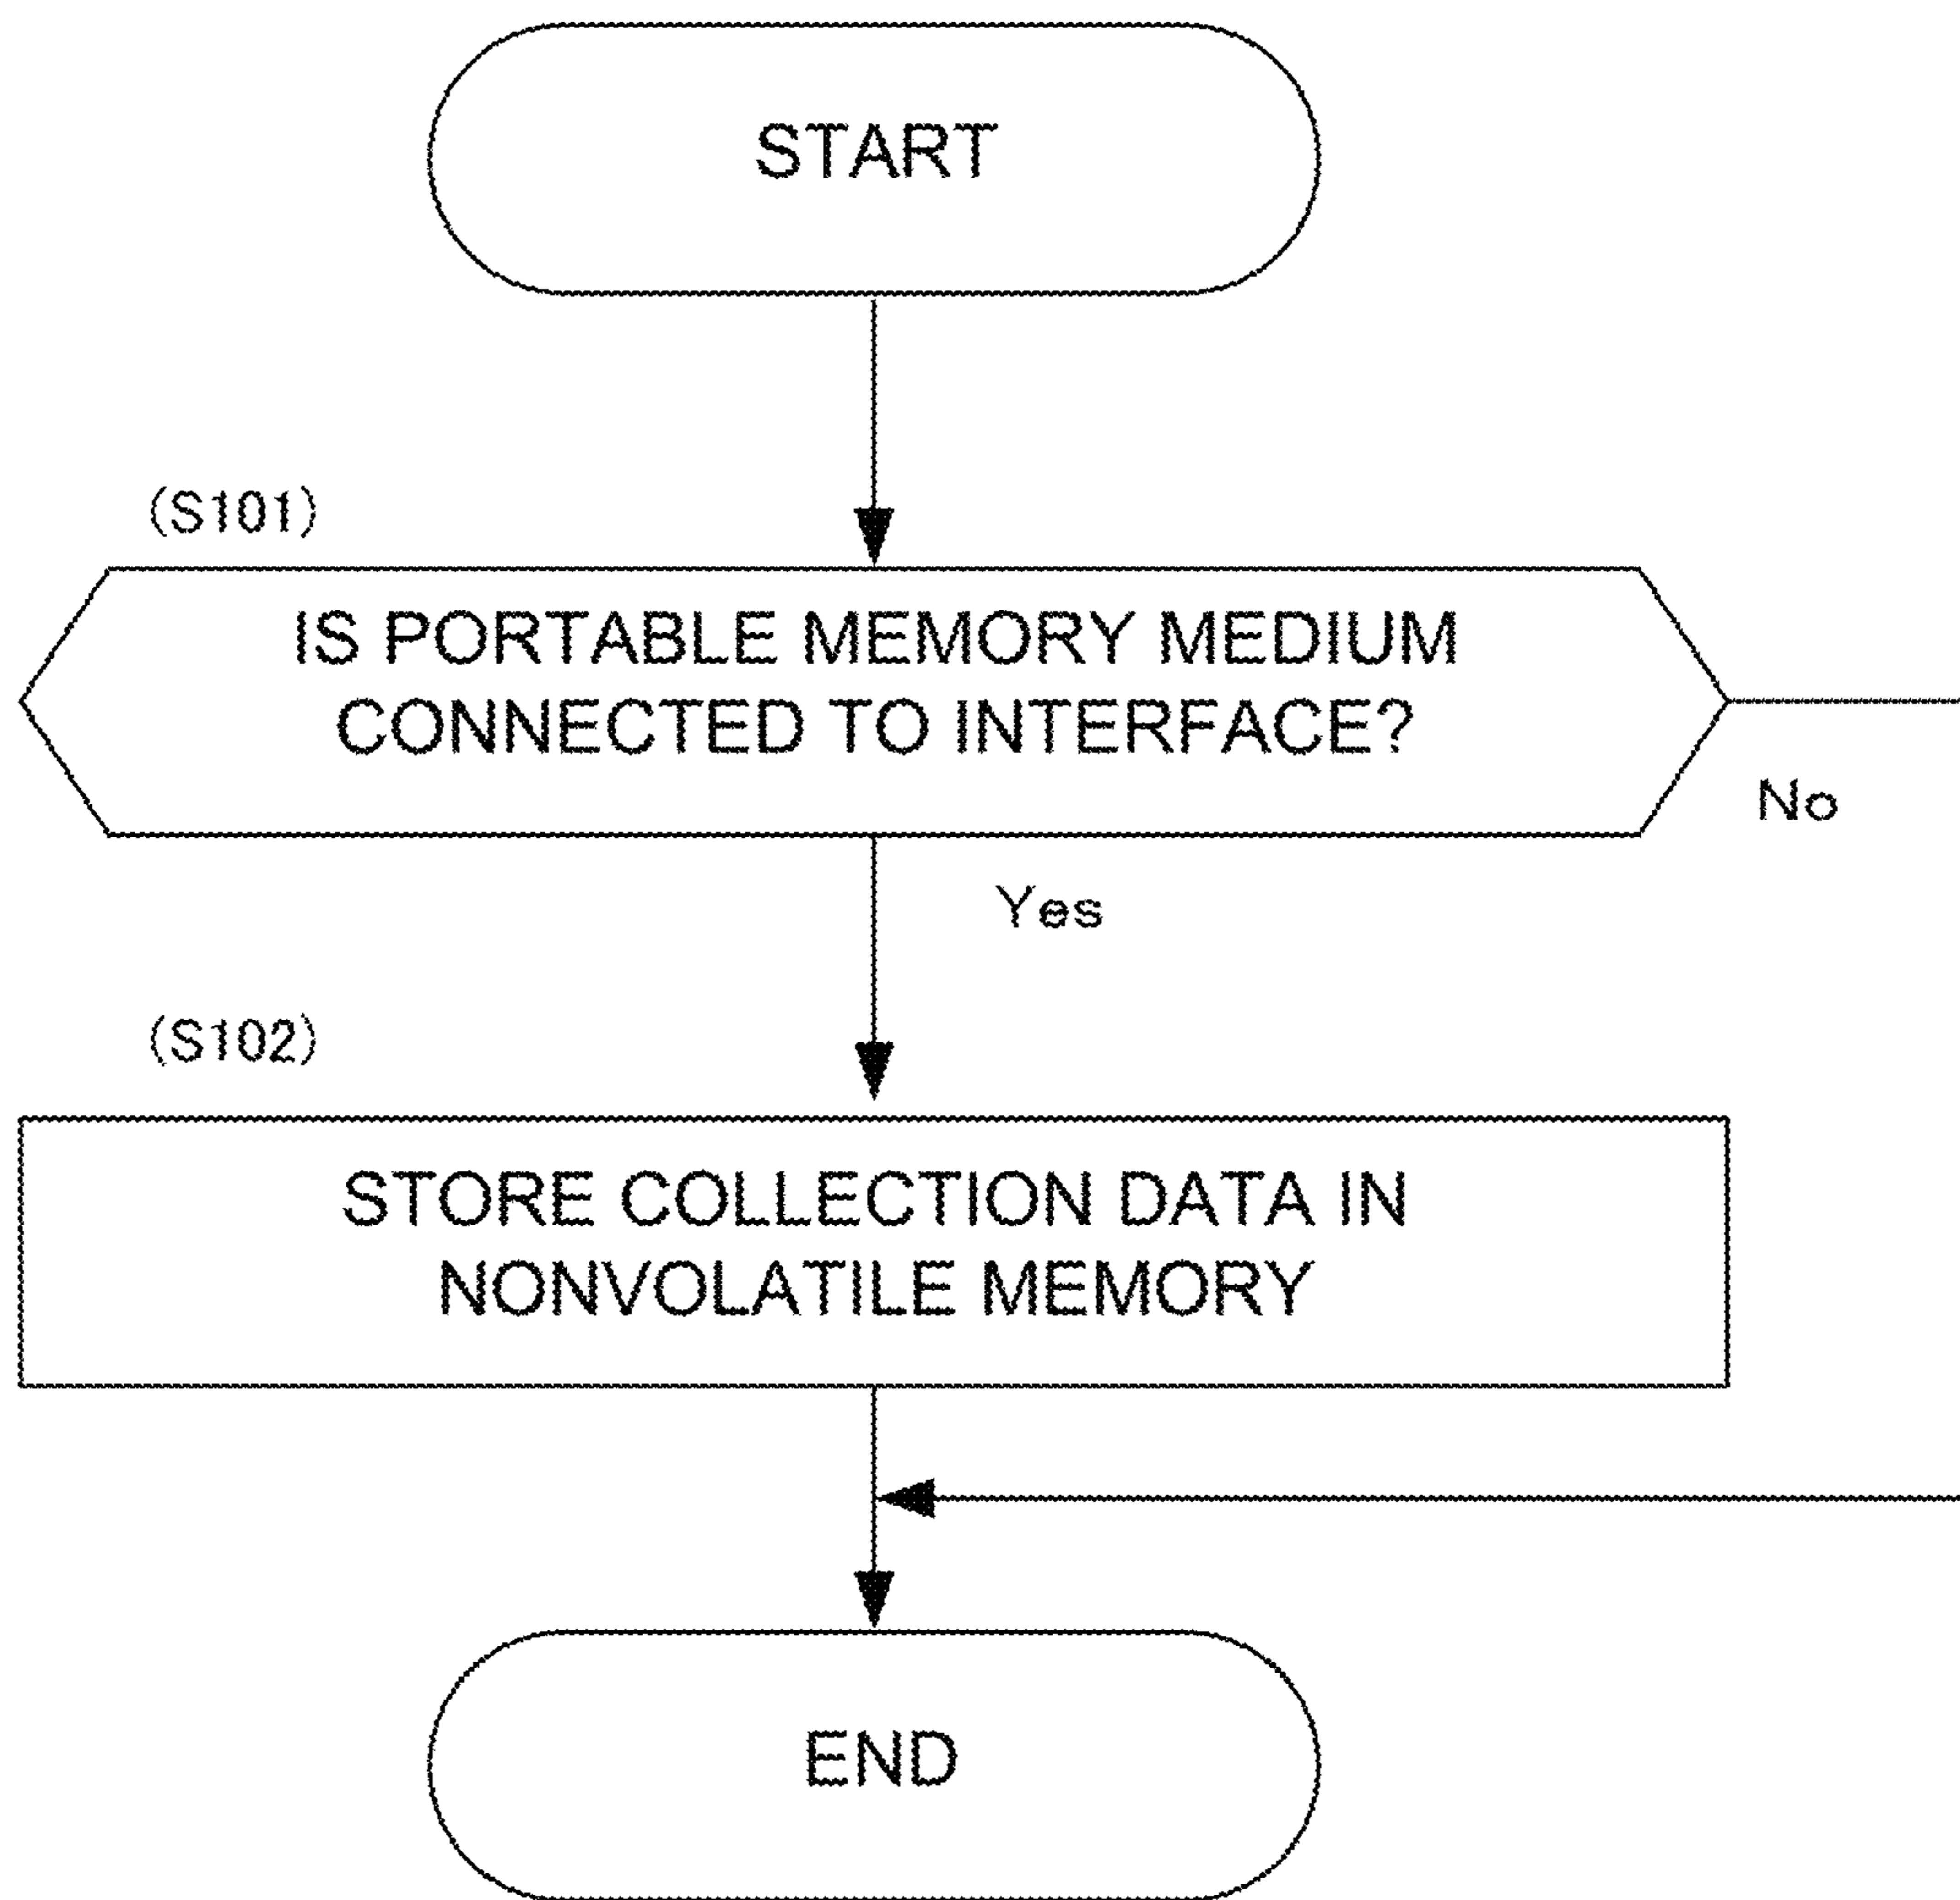 START
(S101)
IS PORTABLE MEMORY MEDIUM
CONNECTED TO INTERFACE?
No
Yes
(S102)
STORE COLLECTION DATA IN
NONVOLATILE MEMORY
END